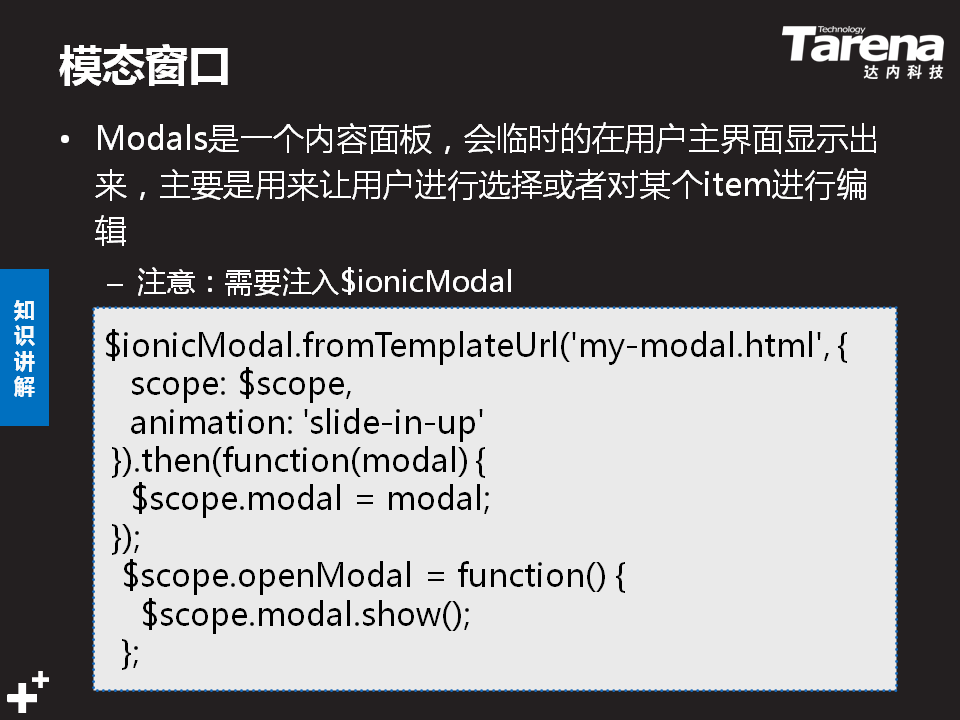 模态窗口
Technology
Tarena
达内科技
• Modals是一个内容面板，会临时的在用户主界面显示出
来，主要是用来让用户进行选择或者对某个item进行编
辑
– 注意：需要注入$ionicModal
知
识
讲
解
$ionicModal.fromTemplateUrl('my-modal.html', {
scope: $scope,
animation: 'slide-in-up'
}).then(function(modal) {
$scope.modal = modal;
});
$scope.openModal = function() {
$scope.modal.show();
};